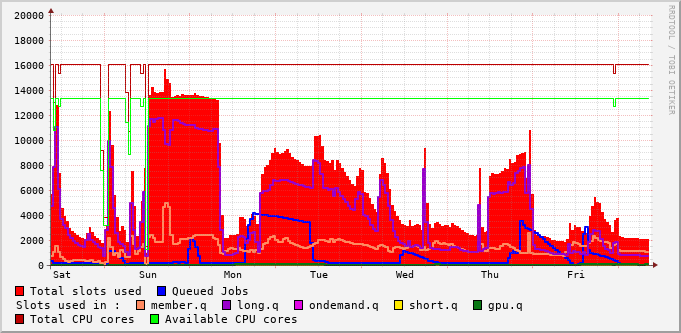 20000
18000
16000
14000
12000
10000
8000
6000
4000
2000
0
Sat Sun Mon Tue Wed Thu Fri
RRDTOOL / TOBI OETIKER
Total slots used Queued Jobs
Slots used in : member.q long.q ondemand.q short.q gpu.q
Total CPU cores Available CPU cores